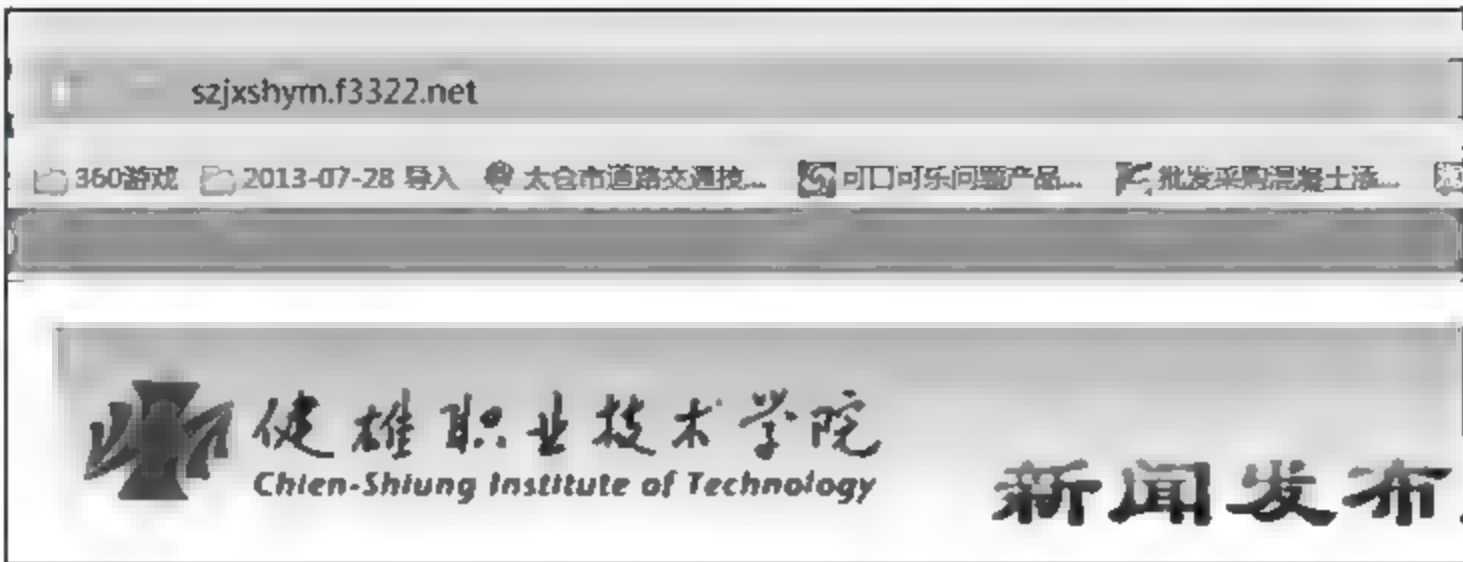 szjxshym.f3322.net
360游戏 2013-07-28 导入 太仓市道路交通技... 可口可乐问题产品... 批发采购混凝土涵...
健雄职业技术学院
Chien-Shiung Institute of Technology
新闻发布